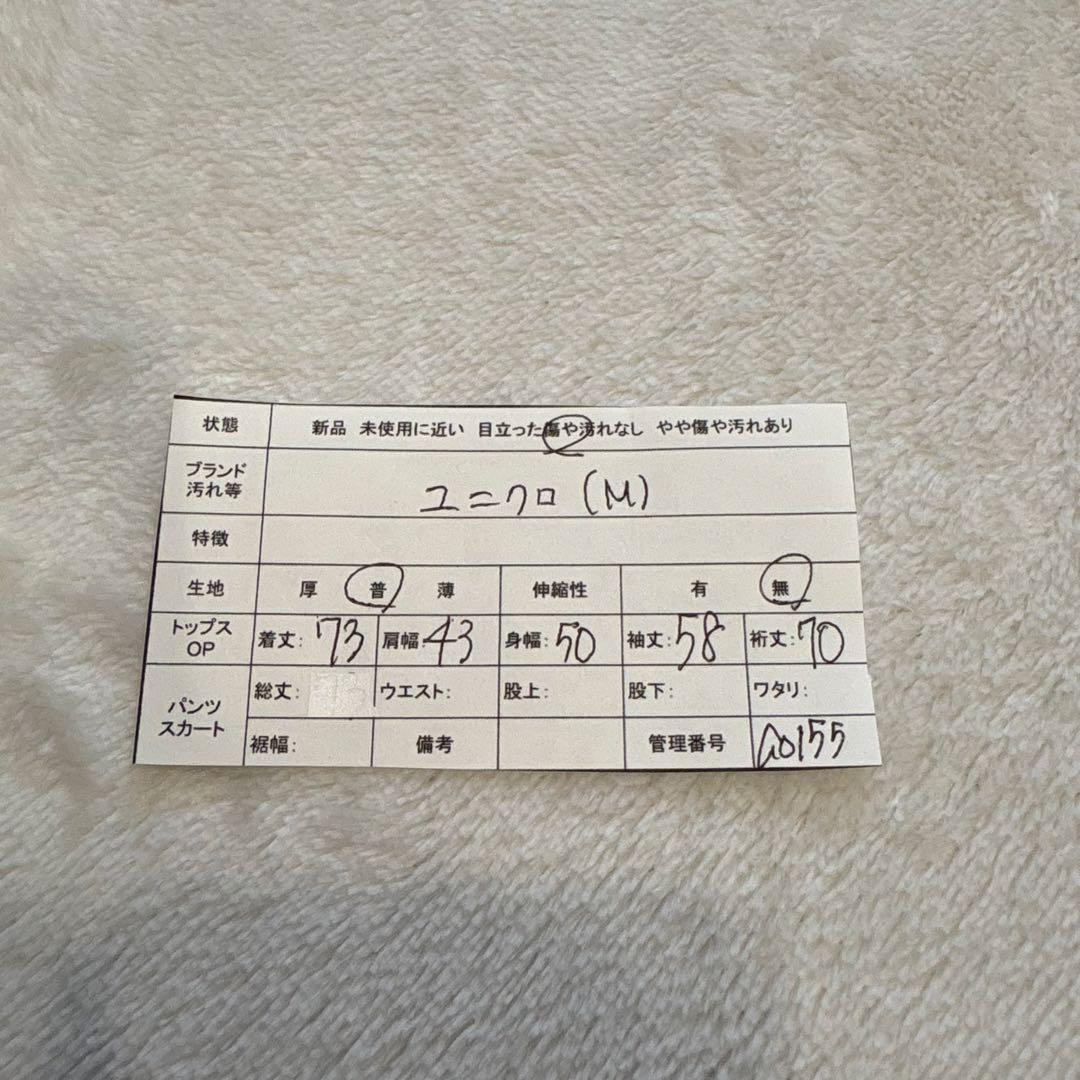 状態 新品 未使用に近い 目立った傷や汚れなし やや傷や汚れあり
ブランド
汚れ等
ユニクロ (M)
特徴
生地 厚 普 薄 伸縮性 有 無
トップス
OP
着丈: 73 肩幅: 43 身幅: 50 袖丈: 58 裄丈: 70
パンツ
スカート
総丈: ウエスト: 股上: 股下: ワタリ:
裾幅: 備考 管理番号 a0155